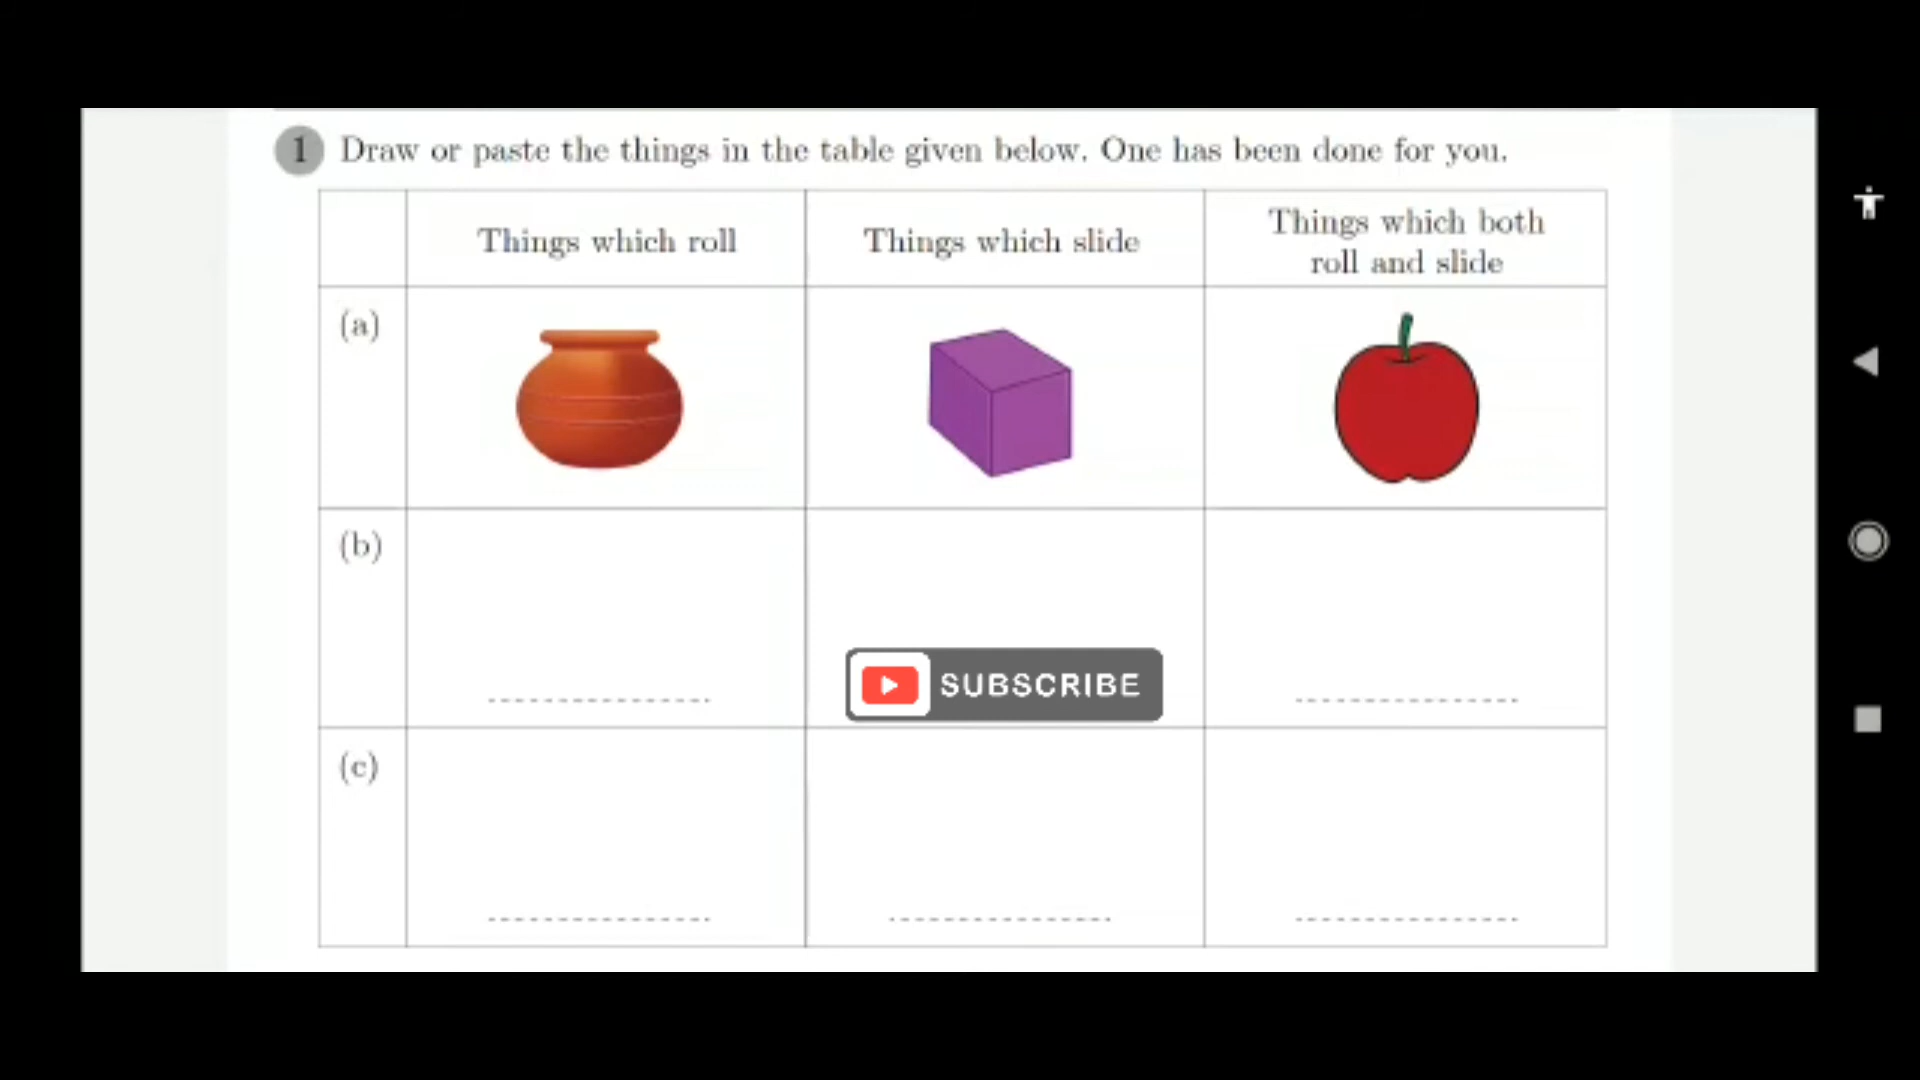 1 Draw or paste the things in the table given below. One has been done for you.
Things which roll
Things which slide
Things which both
roll and slide
(a)
(b)
SUBSCRIBE
(c)